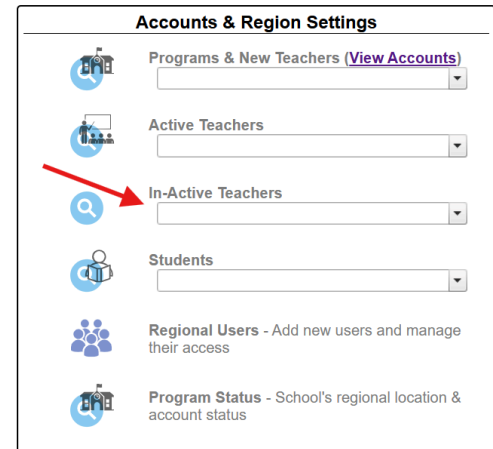 Accounts & Region Settings
Programs & New Teachers (View Accounts)
Active Teachers
In-Active Teachers
Students
Regional Users - Add new users and manage
their access
Program Status - School's regional location &
account status